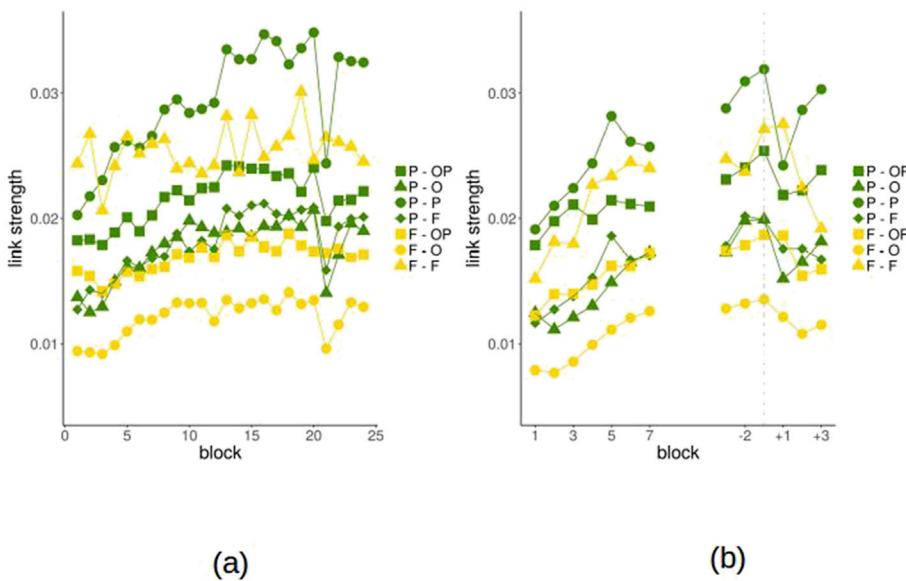 0.03
0.02
0.01
link strength
0 5 10 15 20 25
block
P - OP
P - O
P - P
P - F
F - OP
F - O
F - F
(a)
0.03
0.02
0.01
link strength
1 3 5 7 -2 +1 +3
block
P - OP
P - O
P - P
P - F
F - OP
F - O
F - F
(b)